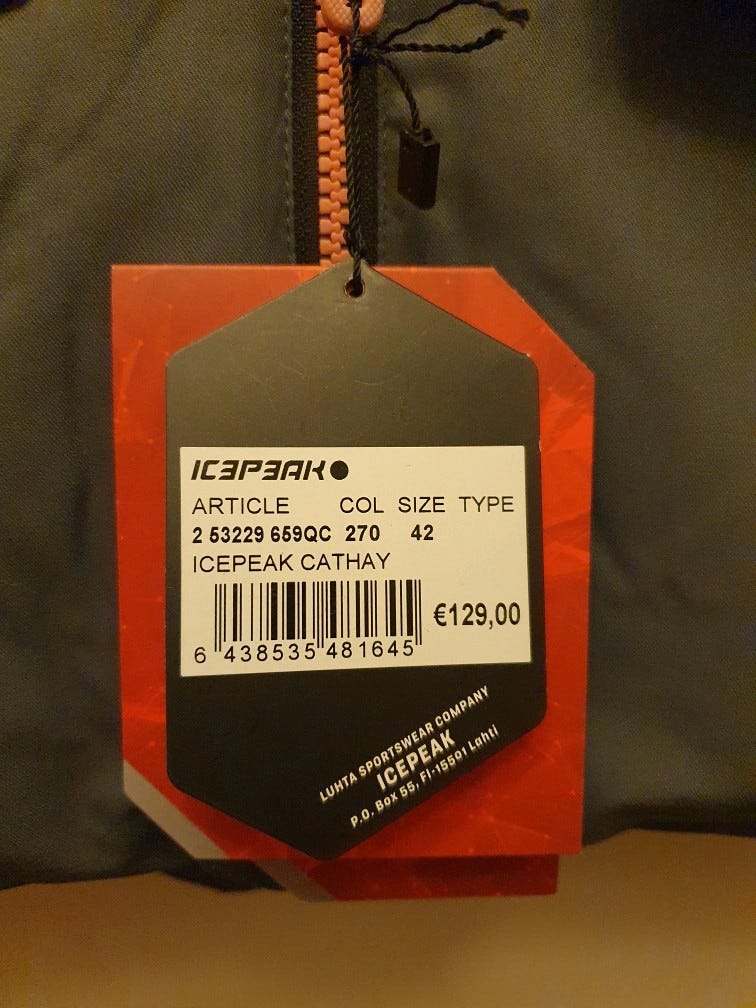 ICEPEAK
ARTICLE COL SIZE TYPE
2 53229 659QC 270 42
ICEPEAK CATHAY
€129,00
6 438535 481645
LUHTA SPORTSWEAR COMPANY
ICEPEAK
P.O. Box 55, FI-15501 Lahti